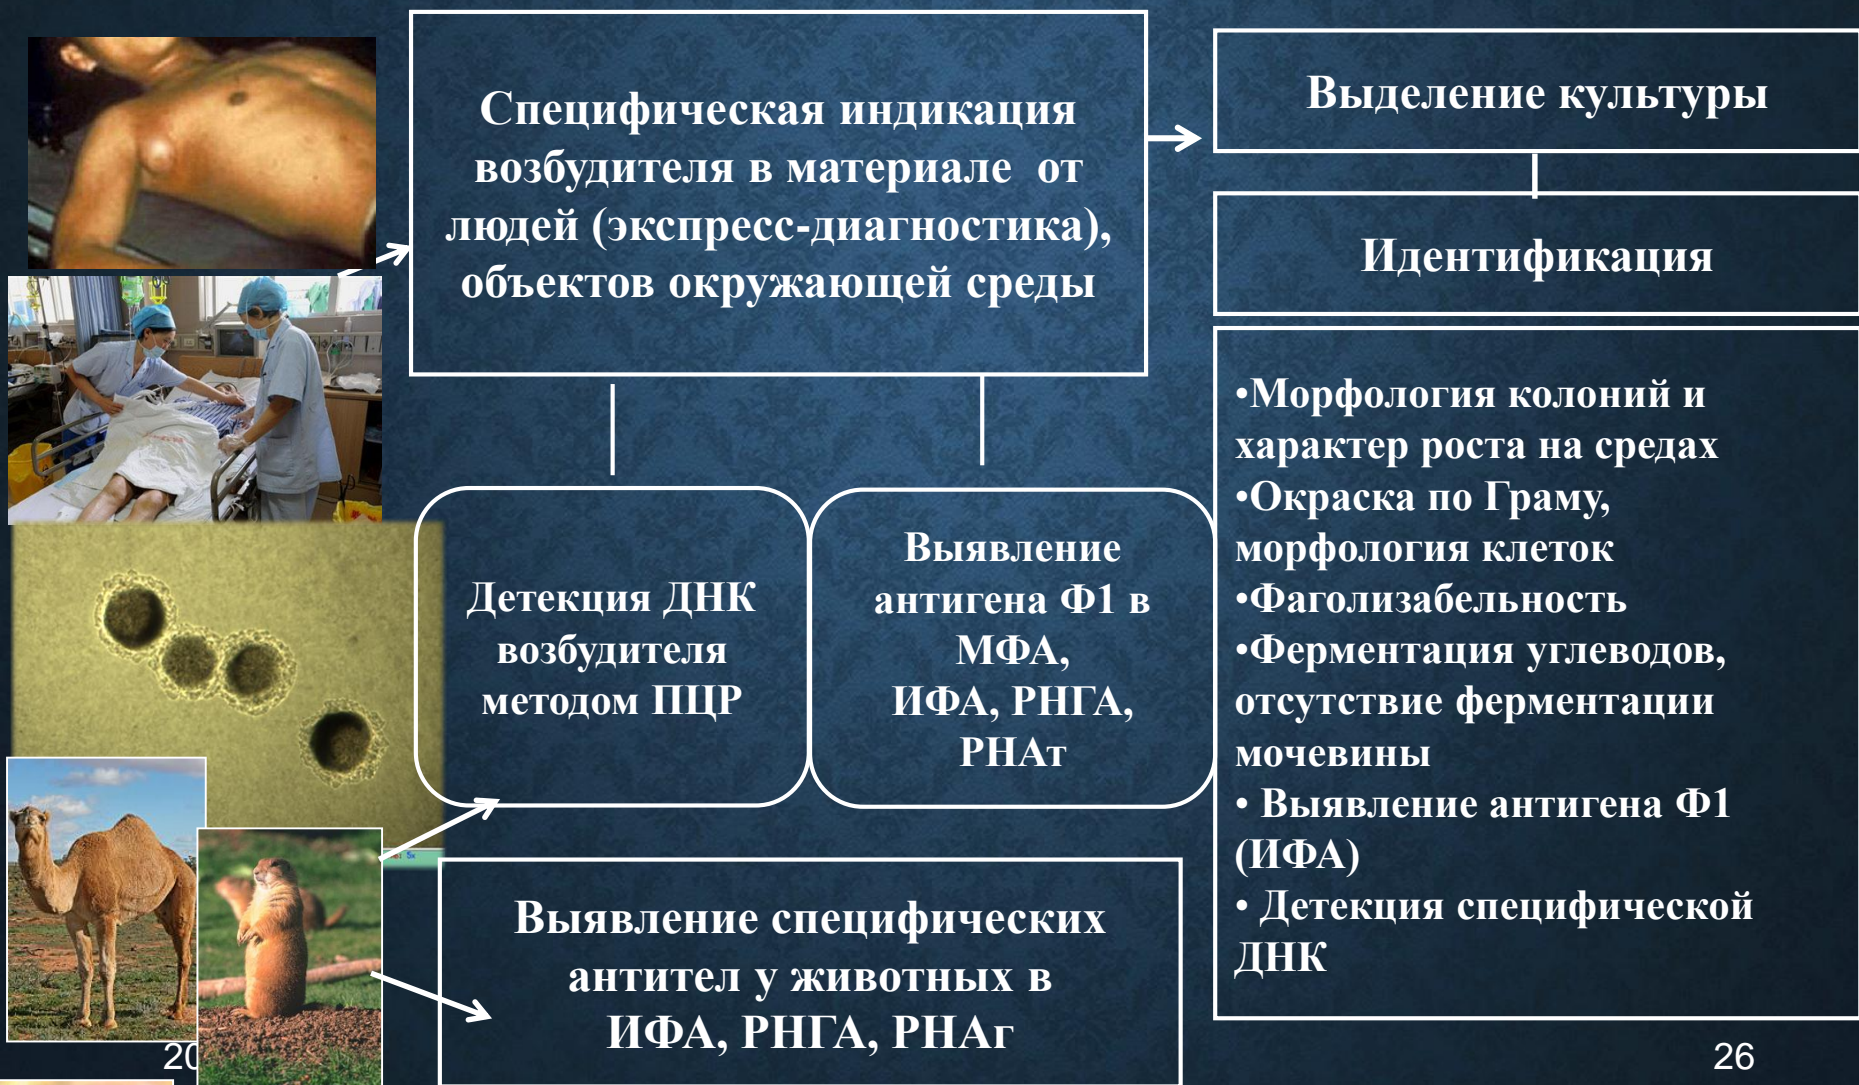 Специфическая индикация
возбудителя в материале от
людей (экспресс-диагностика),
объектов окружающей среды
Выделение культуры
Идентификация
•Морфология колоний и
характер роста на средах
•Окраска по Граму,
морфология клеток
•Фаголизабельность
•Ферментация углеводов,
отсутствие ферментации
мочевины
• Выявление антигена Ф1
(ИФА)
• Детекция специфической
ДНК
Детекция ДНК
возбудителя
методом ПЦР
Выявление
антигена Ф1 в
МФА,
ИФА, РНГА,
РНАт
Выявление специфических
антител у животных в
ИФА, РНГА, РНАг
20
26